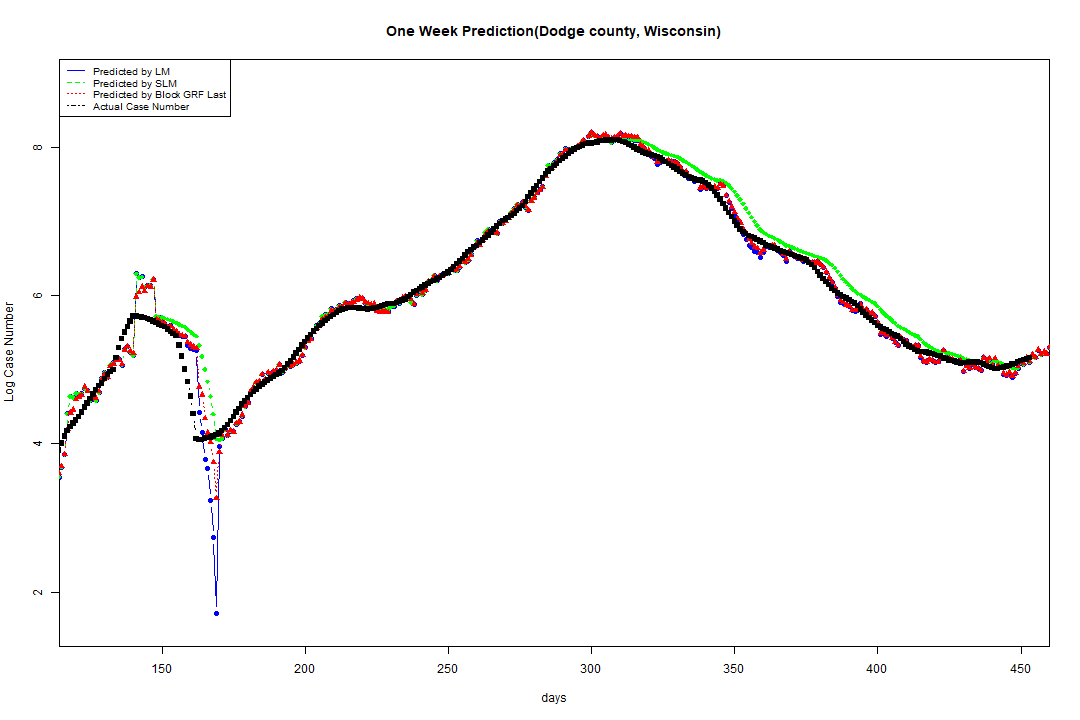 One Week Prediction(Dodge county, Wisconsin)
Predicted by LM
Predicted by SLM
Predicted by Block GRF Last
Actual Case Number
8
6
4
2
Log Case Number
150 200 250 300 350 400 450
days